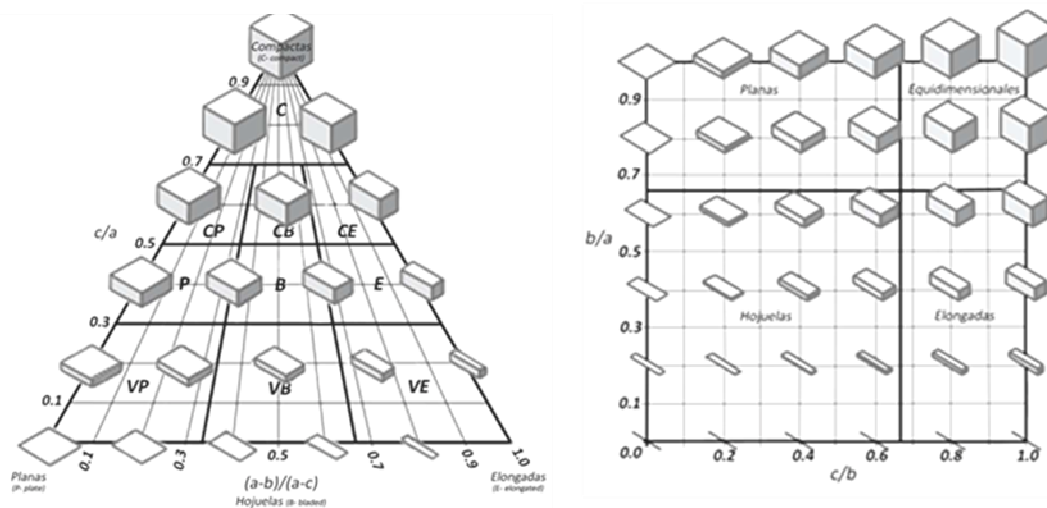 Compactas
(C- compact)
0.9
C
0.7
c/a
CP
CB
CE
0.5
P
B
E
0.3
VP
VB
VE
0.1
0.1
0.3
0.5
0.7
0.9
1.0
Planas
(P- plate)
(a-b)/(a-c)
Hojuelas (B- bladed)
Elongadas
(E- elongated)
Planas
Equidimensionales
0.9
0.7
b/a
0.5
Hojuelas
Elongadas
0.3
0.1
0.0
0.2
0.4
0.6
0.8
1.0
c/b